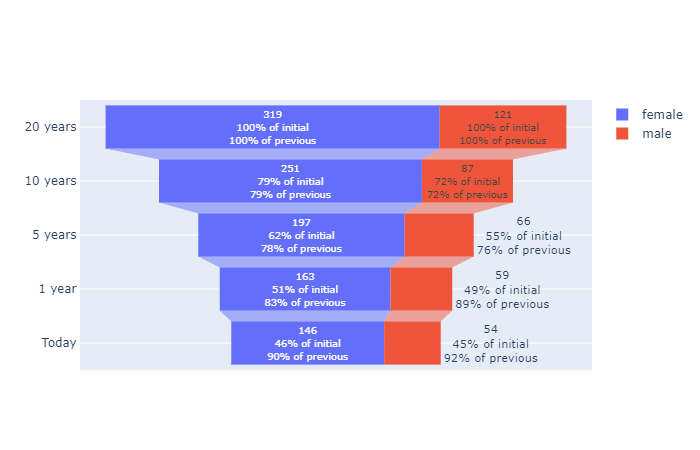 female
male
20 years
319
100% of initial
100% of previous
121
100% of initial
100% of previous
10 years
251
79% of initial
79% of previous
87
72% of initial
72% of previous
5 years
197
62% of initial
78% of previous
66
55% of initial
76% of previous
1 year
163
51% of initial
83% of previous
59
49% of initial
89% of previous
Today
146
46% of initial
90% of previous
54
45% of initial
92% of previous